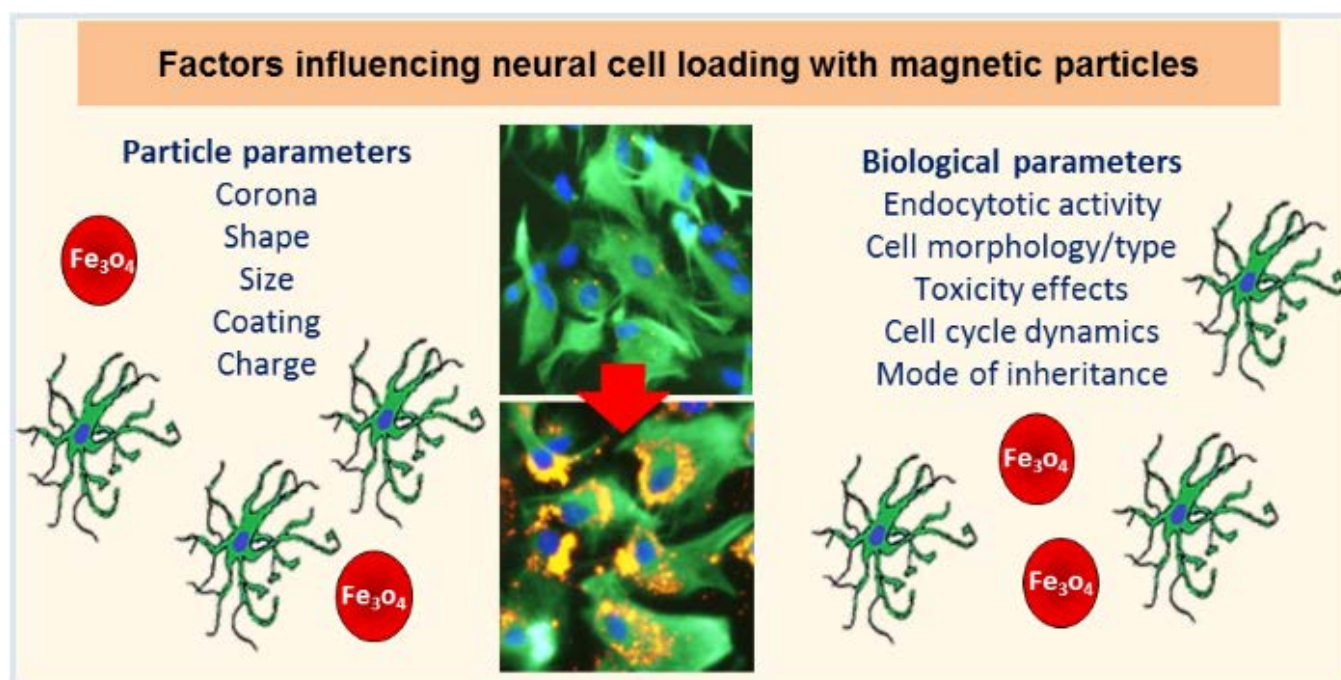 Factors influencing neural cell loading with magnetic particles
Particle parameters
Corona
Shape
Size
Coating
Charge
Fe₃O₄
Fe₃O₄
Biological parameters
Endocytotic activity
Cell morphology/type
Toxicity effects
Cell cycle dynamics
Mode of inheritance
Fe₃O₄
Fe₃O₄